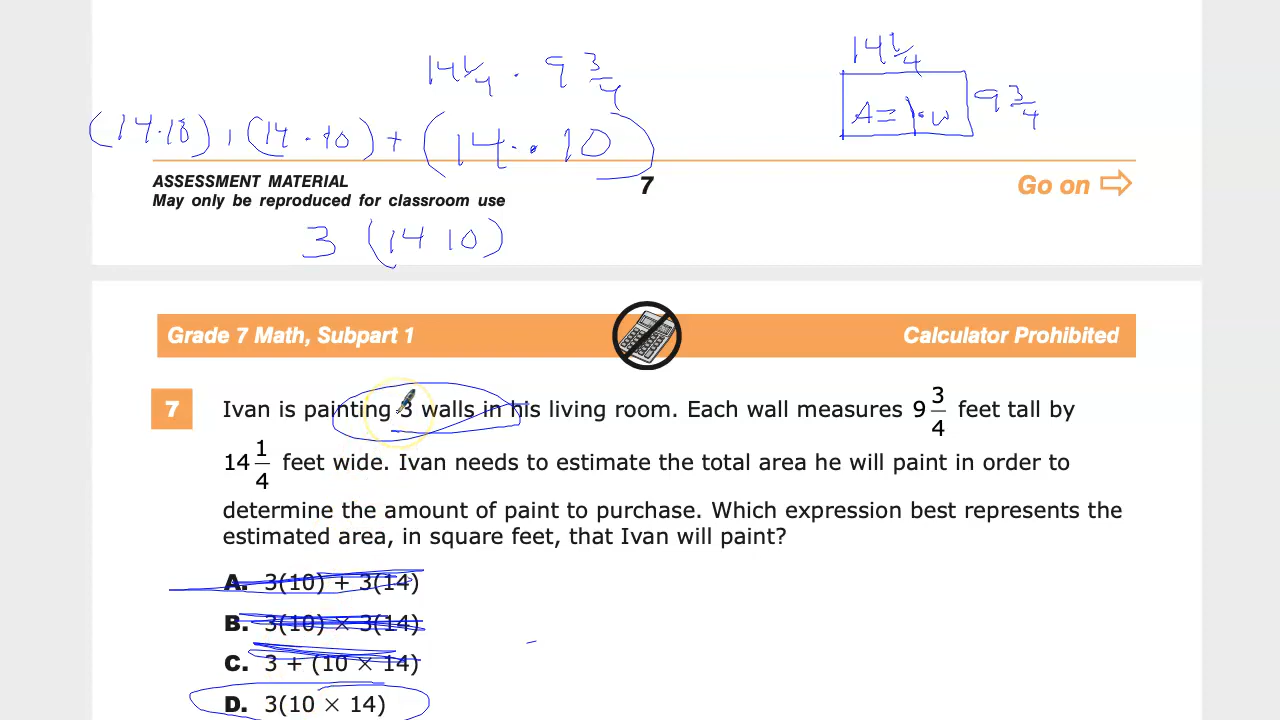 14 1/4 · 9 3/4
14 1/4
A = l·w
9 3/4
(14·10) + (14·10) + (14·10)
ASSESSMENT MATERIAL
May only be reproduced for classroom use
7
Go on
3 (14 10)
Grade 7 Math, Subpart 1
Calculator Prohibited
7 Ivan is painting 3 walls in his living room. Each wall measures 9 3/4 feet tall by
14 1/4 feet wide. Ivan needs to estimate the total area he will paint in order to
determine the amount of paint to purchase. Which expression best represents the
estimated area, in square feet, that Ivan will paint?
A. 3(10) + 3(14)
B. 3(10) × 3(14)
C. 3 + (10 × 14)
D. 3(10 × 14)